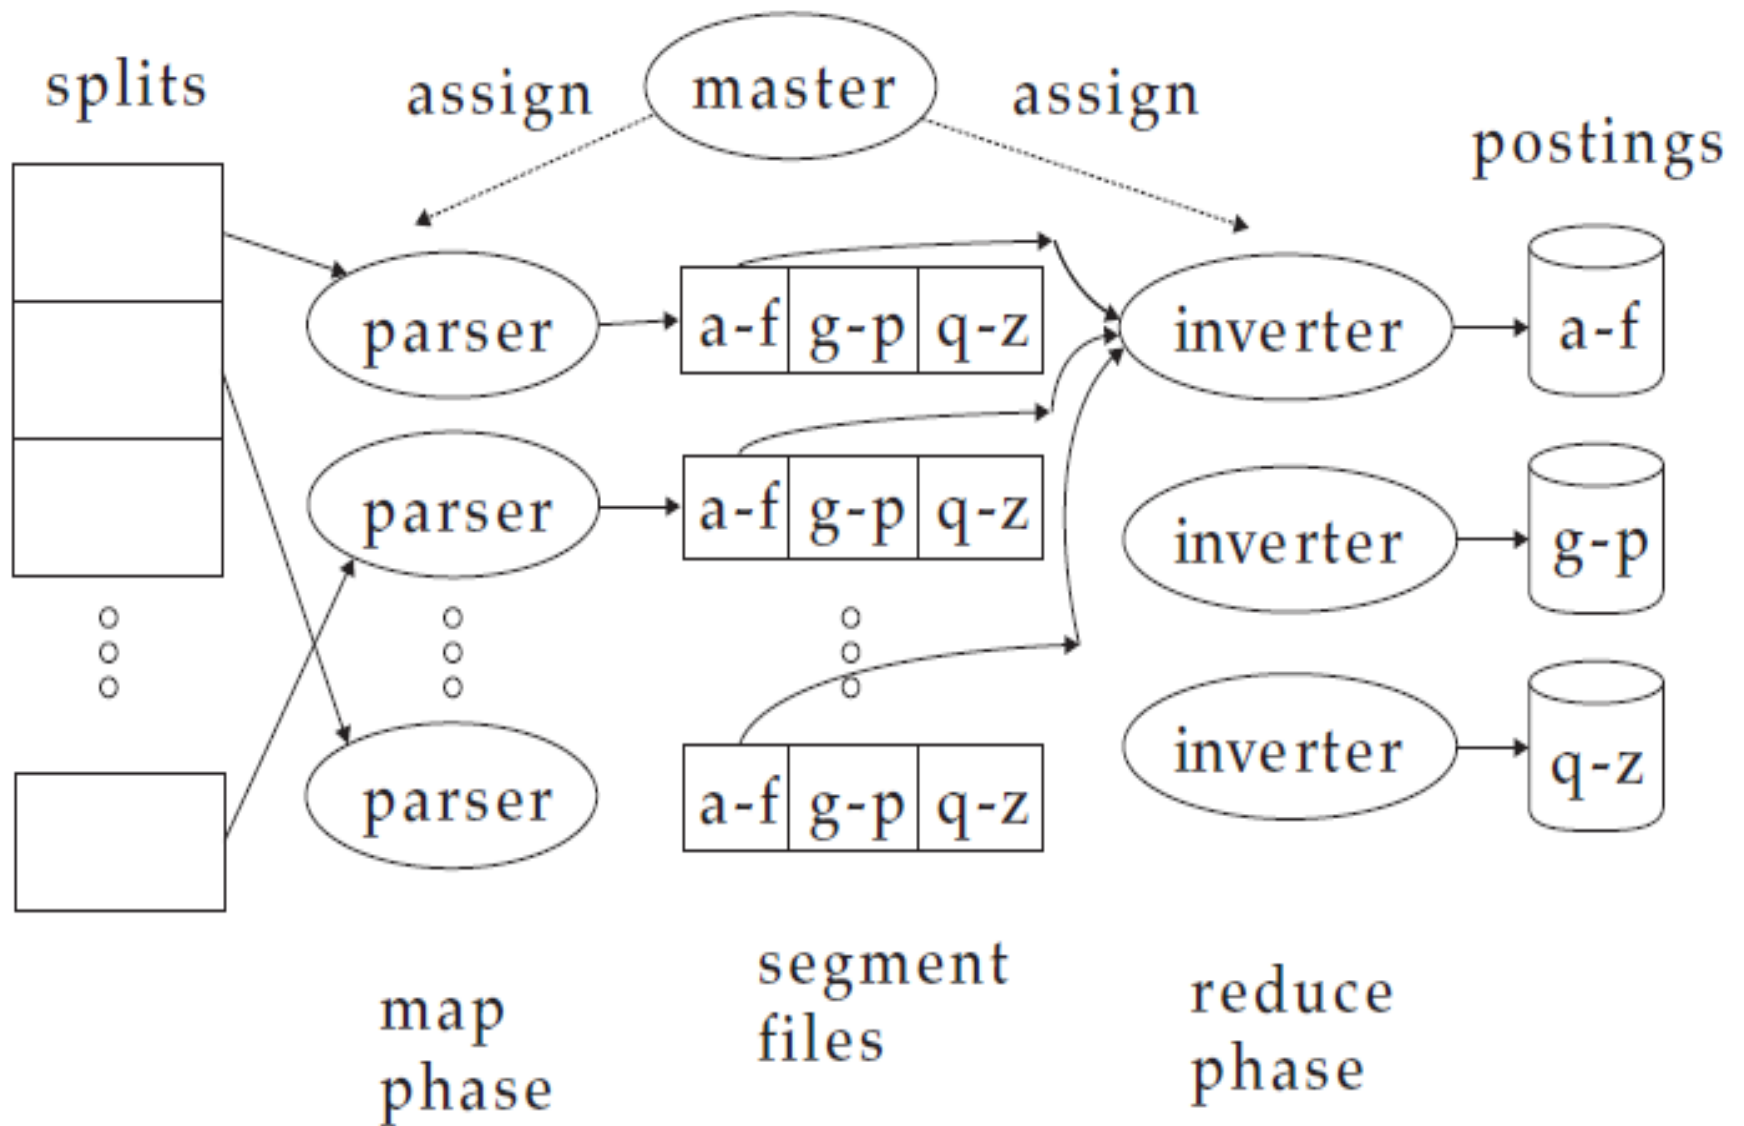 splits
assign
master
assign
postings
parser
a-f g-p q-z
inverter
a-f
parser
a-f g-p q-z
inverter
g-p
parser
a-f g-p q-z
inverter
q-z
map
phase
segment
files
reduce
phase